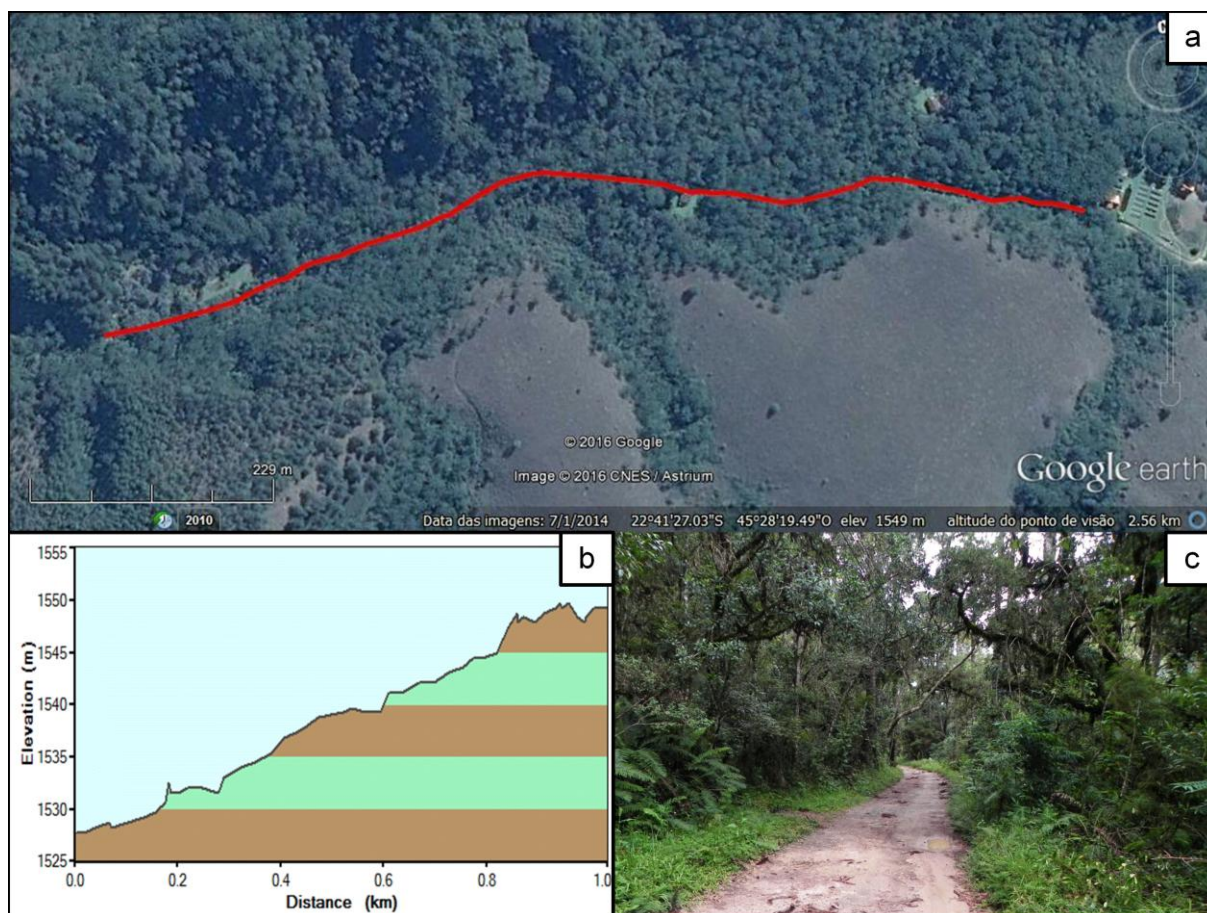 a
© 2016 Google
Image © 2016 CNES / Astrium
Google earth
229 m
2010
Data das imagens: 7/1/2014 22°41'27.03"S 45°28'19.49"O elev 1549 m altitude do ponto de visão 2.56 km
b
1555
1550
1545
1540
1535
1530
1525
Elevation (m)
0.0 0.2 0.4 0.6 0.8 1.0
Distance (km)
c